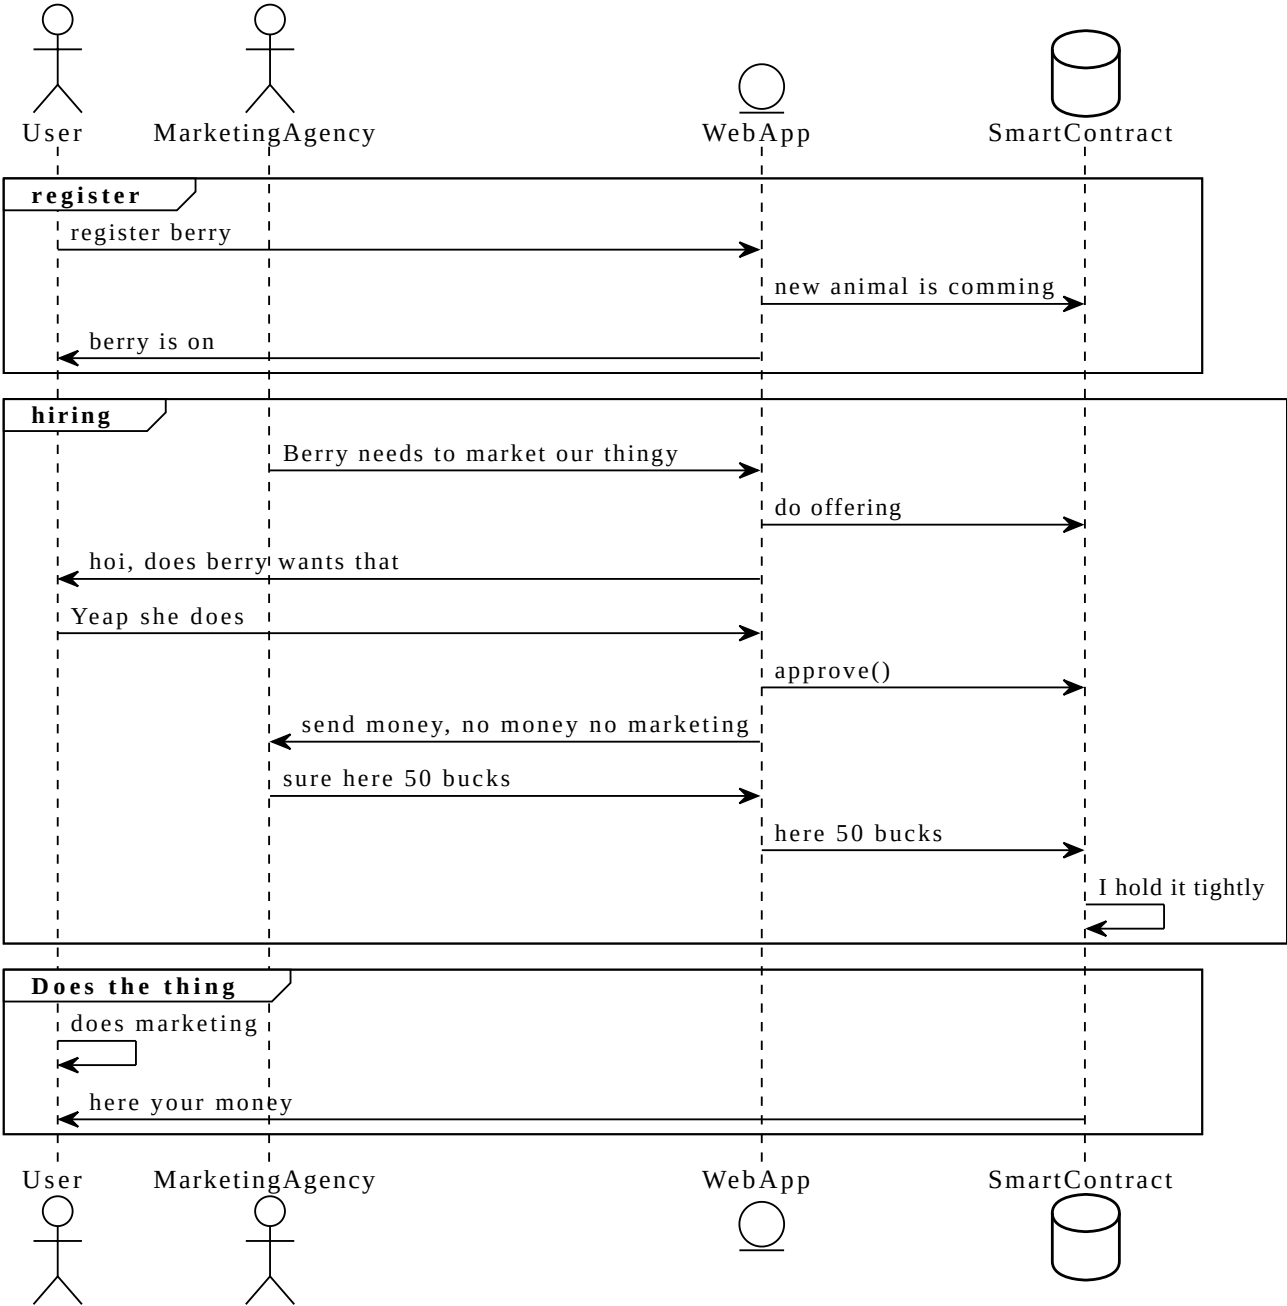 User MarketingAgency WebApp SmartContract
register
register berry
new animal is comming
berry is on
hiring
Berry needs to market our thingy
do offering
hoi, does berry wants that
Yeap she does
approve()
send money, no money no marketing
sure here 50 bucks
here 50 bucks
I hold it tightly
Does the thing
does marketing
here your money
User MarketingAgency WebApp SmartContract